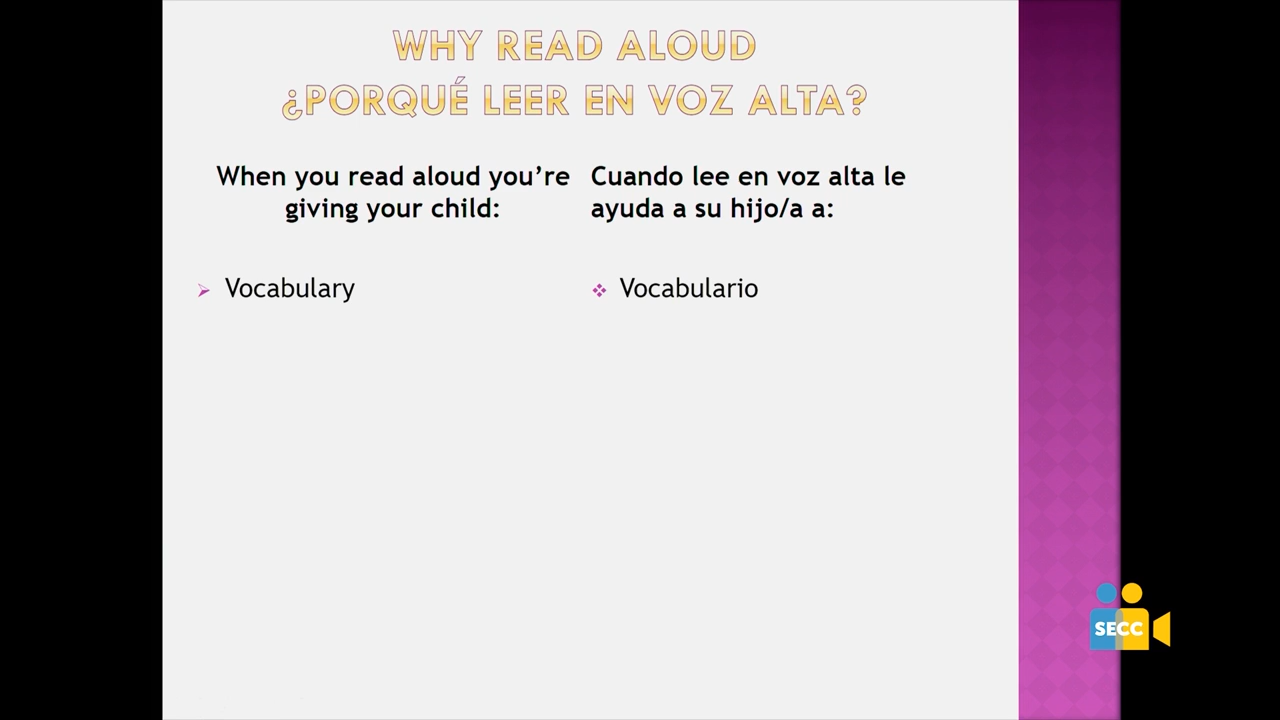 WHY READ ALOUD
¿PORQUÉ LEER EN VOZ ALTA?
When you read aloud you’re
giving your child:
Vocabulary
Cuando lee en voz alta le
ayuda a su hijo/a a:
Vocabulario
SECC